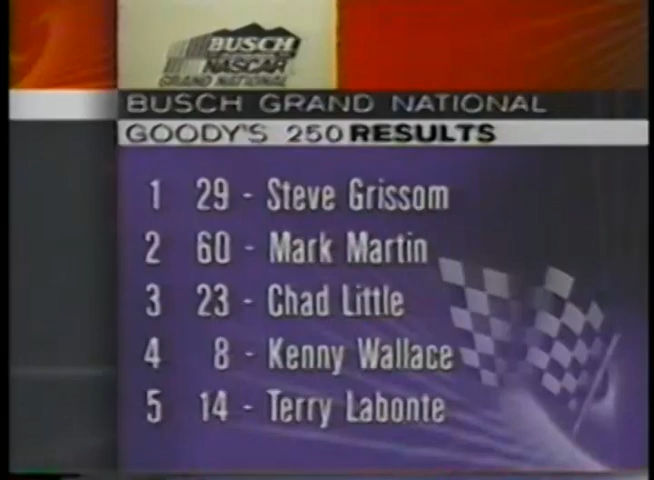 BUSCH
NASCAR
GRAND NATIONAL
BUSCH GRAND NATIONAL
GOODY'S 250 RESULTS
1 29 - Steve Grissom
2 60 - Mark Martin
3 23 - Chad Little
4 8 - Kenny Wallace
5 14 - Terry Labonte